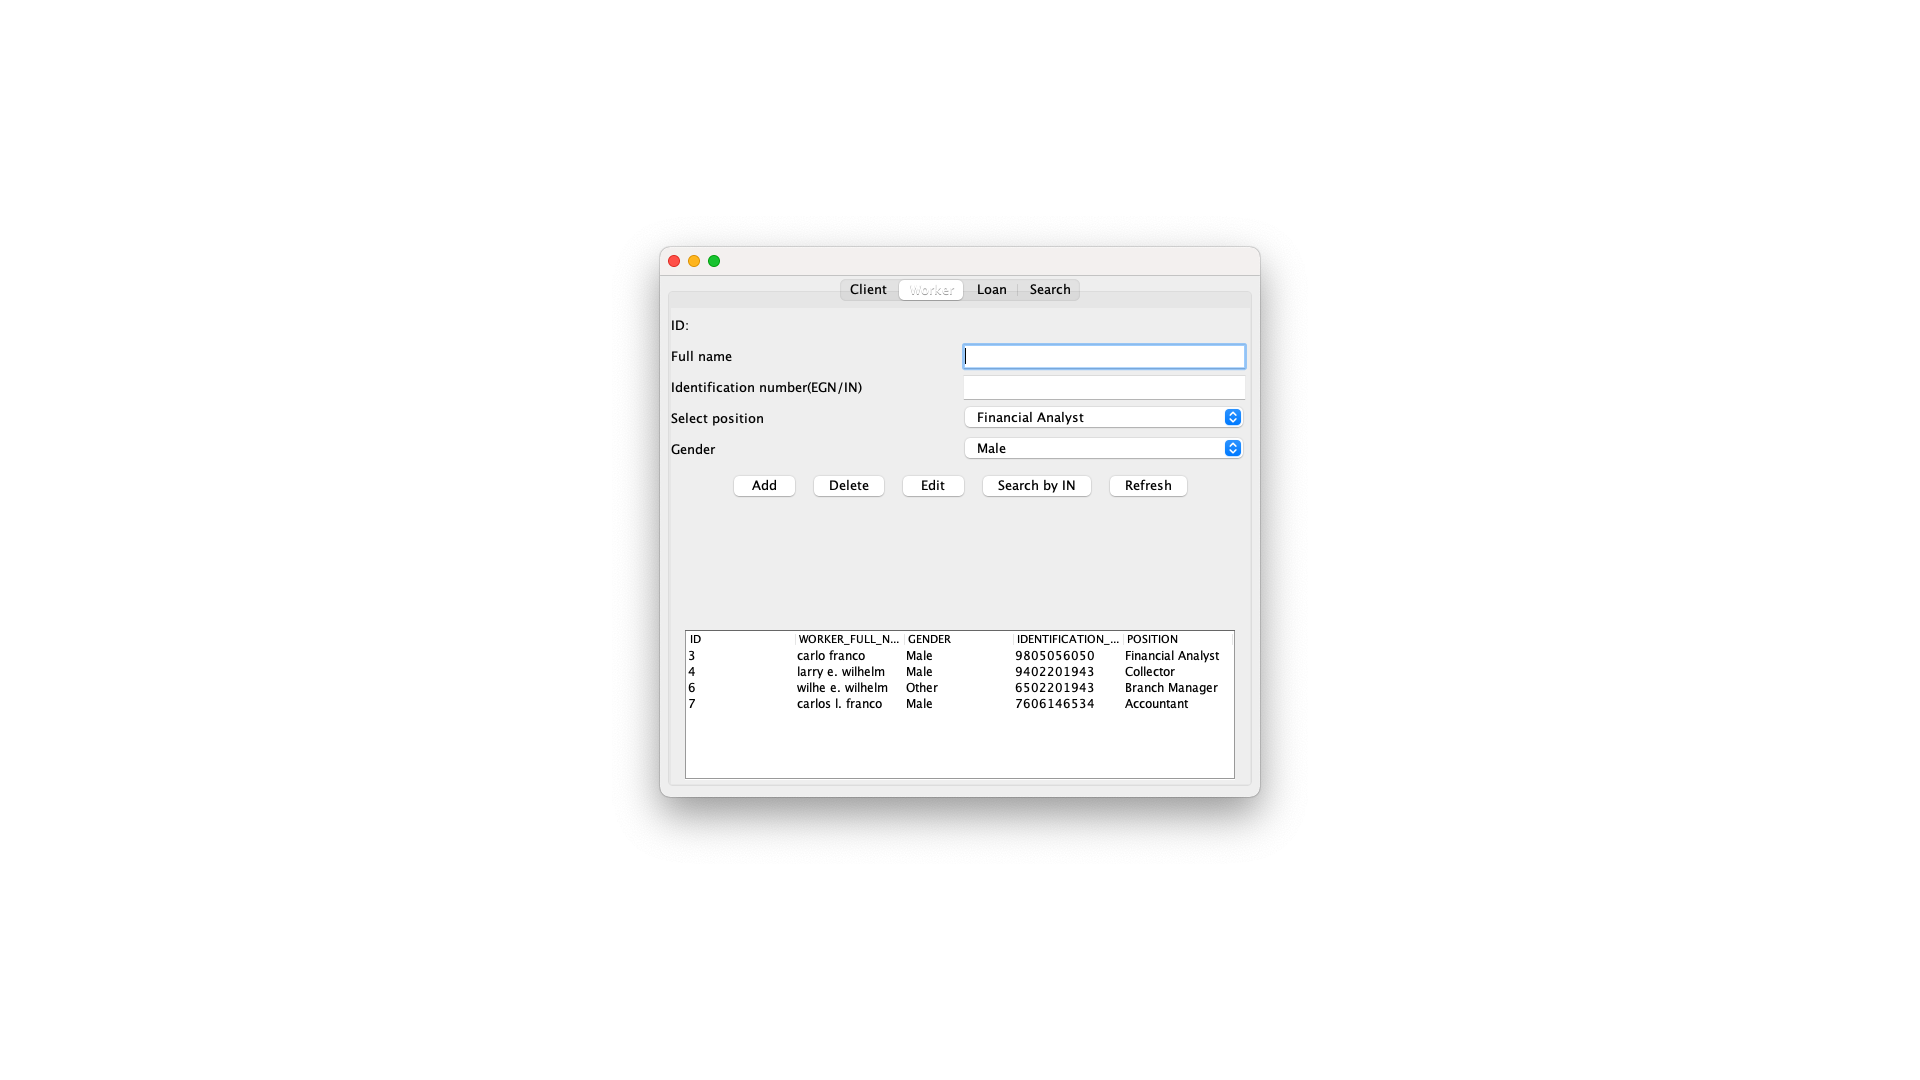 Client Worker Loan Search
ID:
Full name
Identification number(EGN/IN)
Select position Financial Analyst
Gender Male
Add Delete Edit Search by IN Refresh
ID WORKER_FULL_N... GENDER IDENTIFICATION_... POSITION
3 carlo franco Male 9805056050 Financial Analyst
4 larry e. wilhelm Male 9402201943 Collector
6 wilhe e. wilhelm Other 6502201943 Branch Manager
7 carlos l. franco Male 7606146534 Accountant